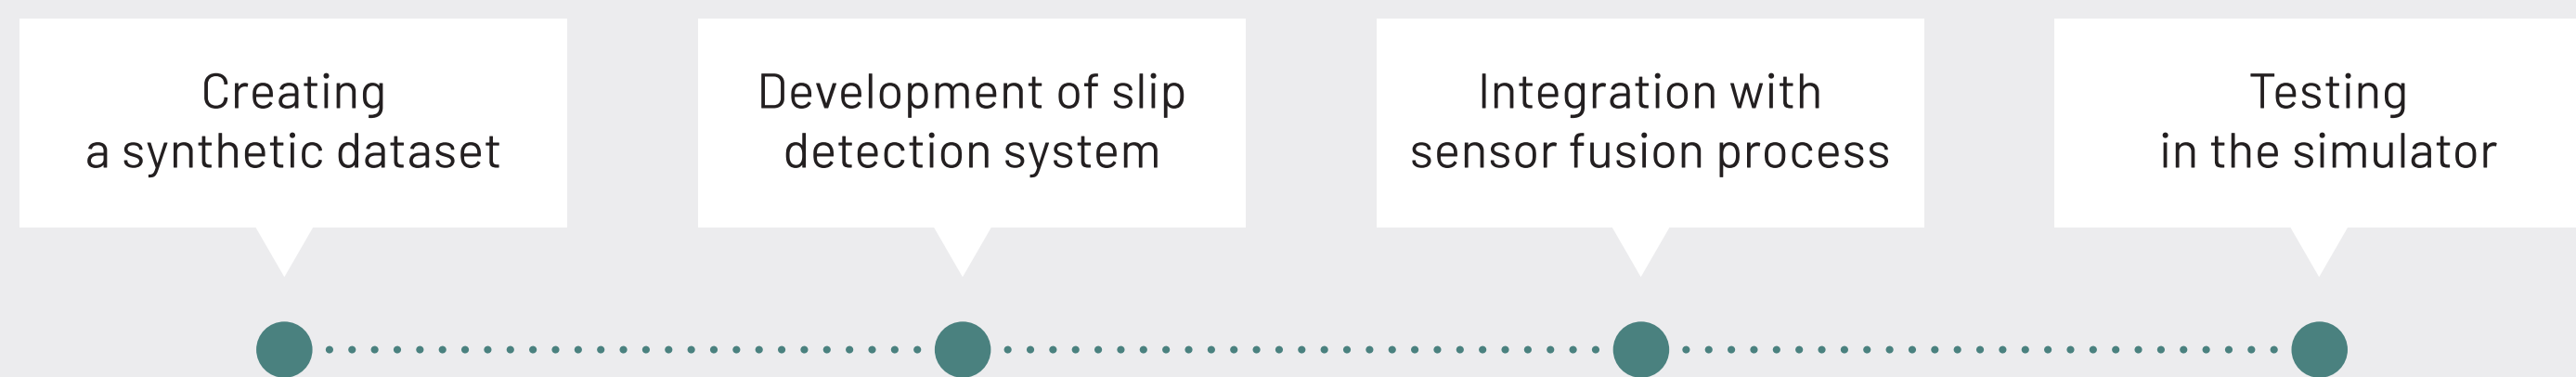 Creating
a synthetic dataset
Development of slip
detection system
Integration with
sensor fusion process
Testing
in the simulator